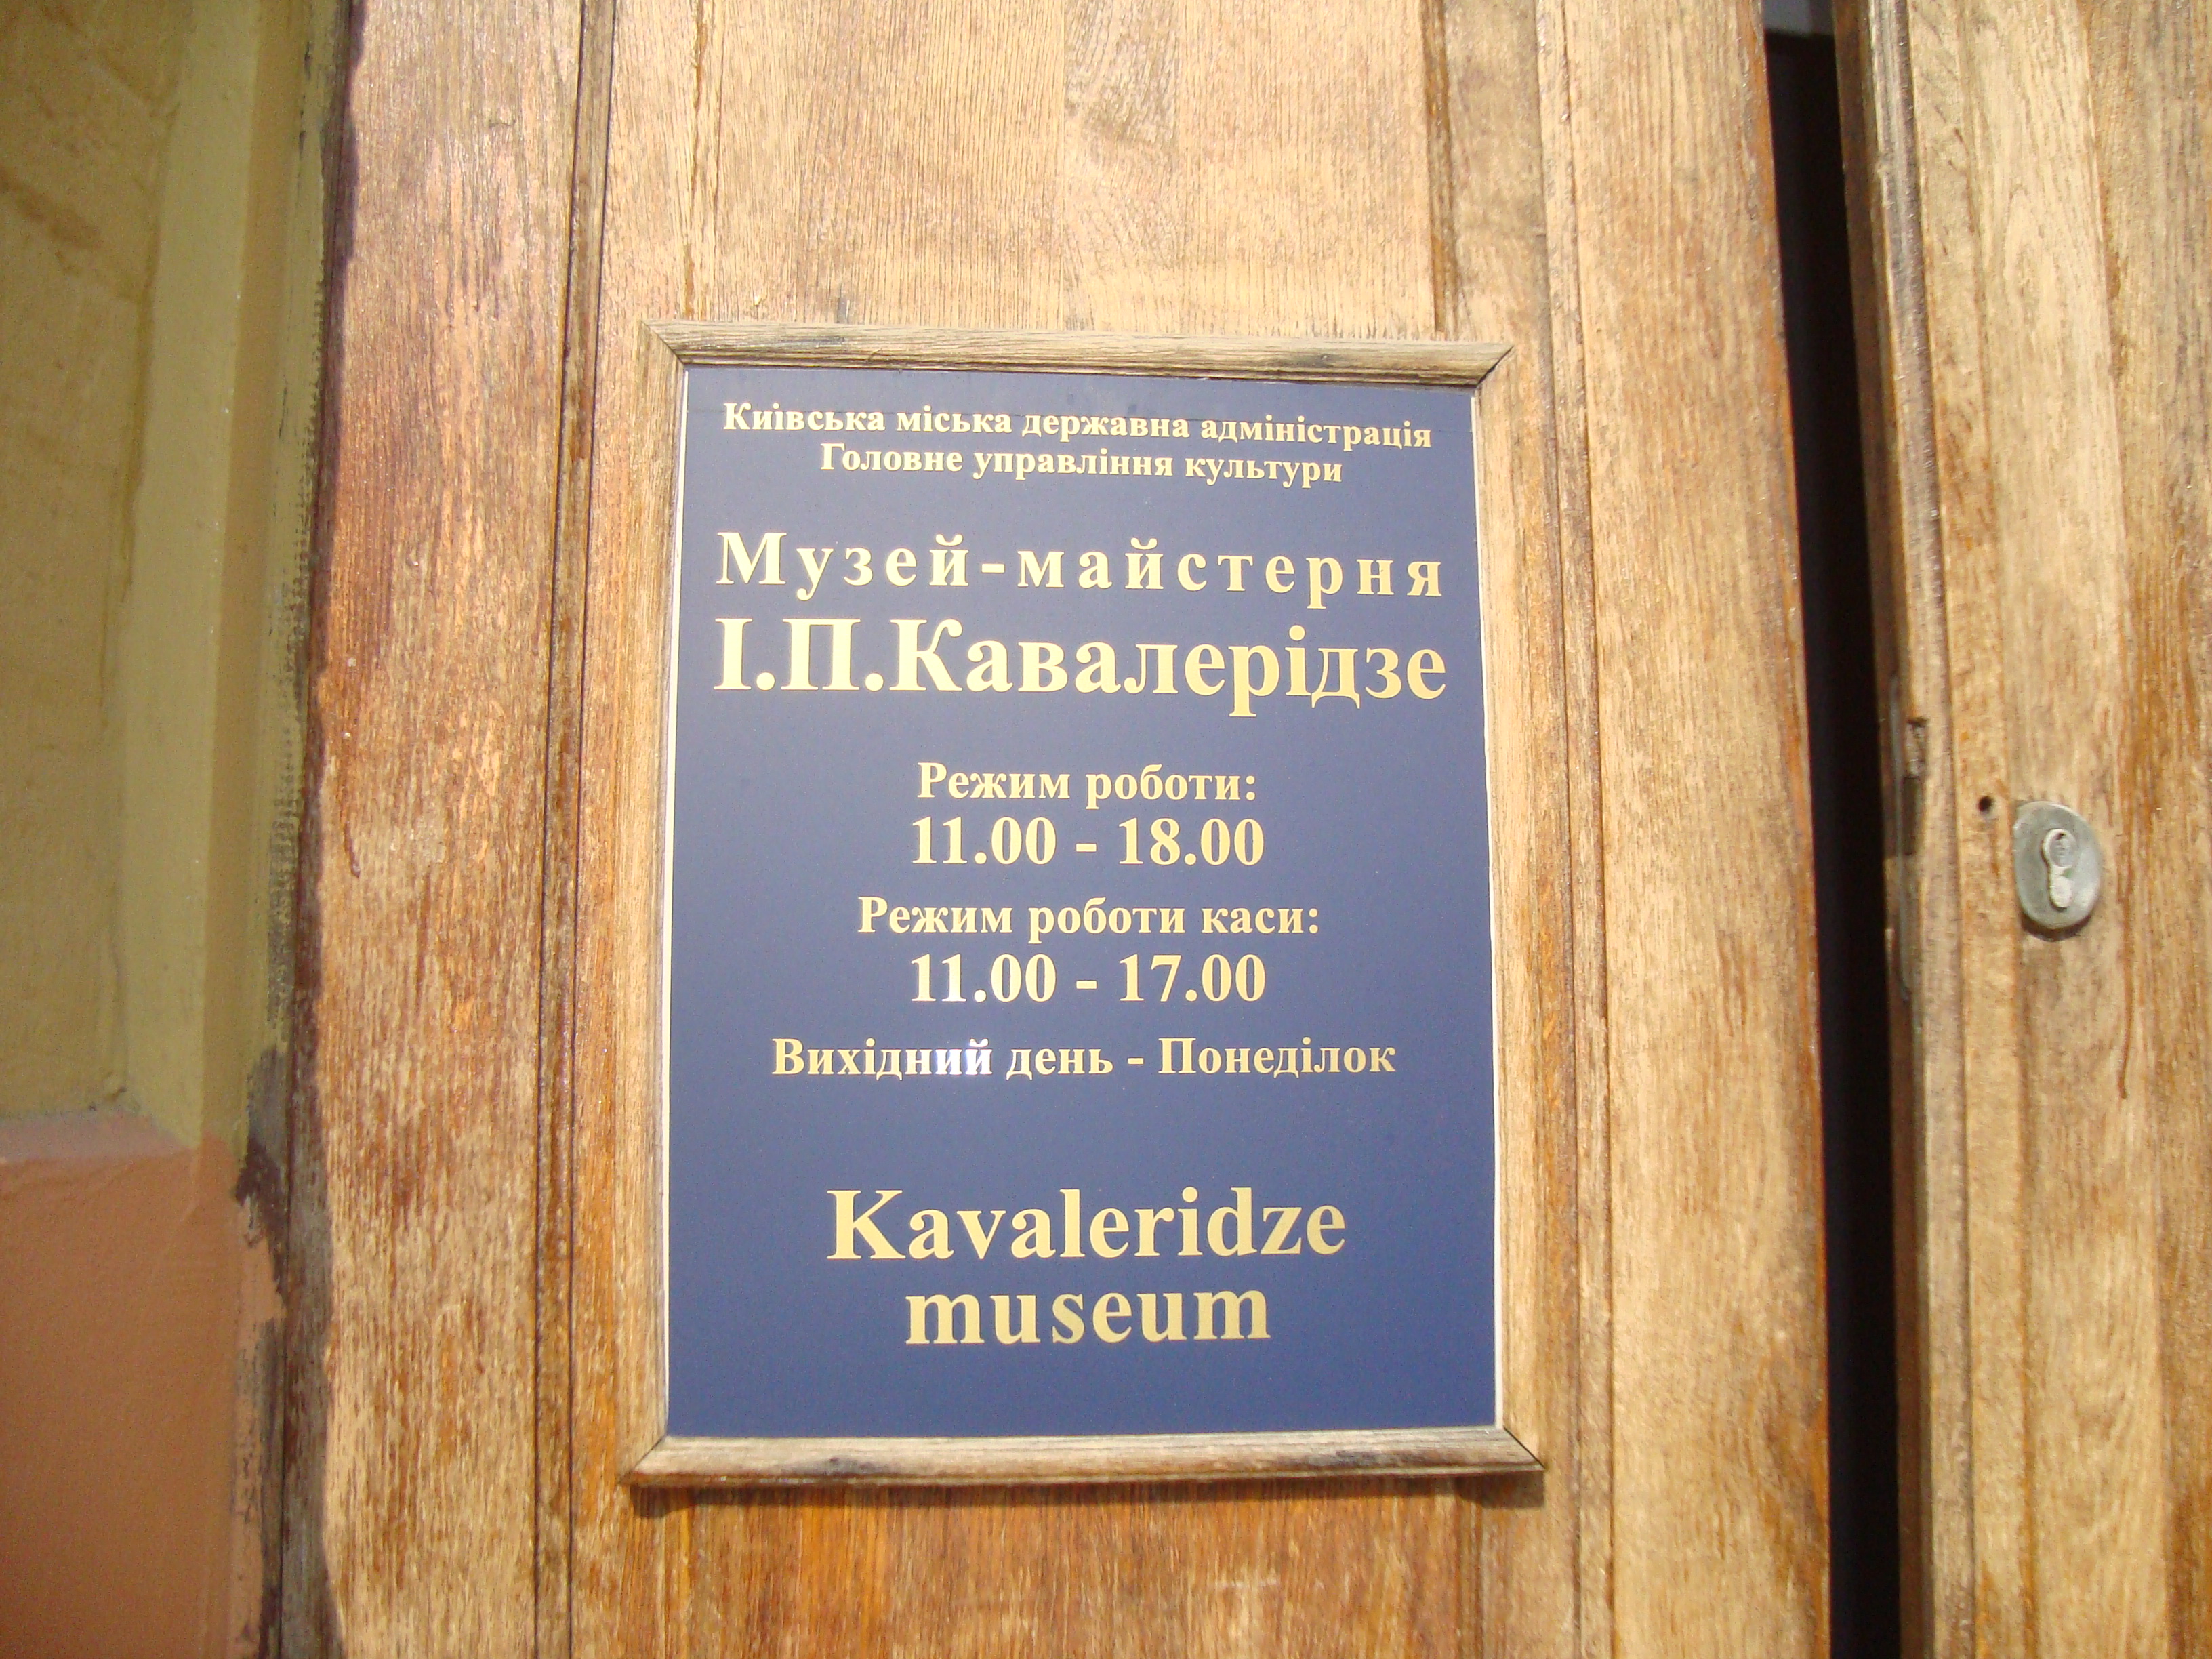 Київська міська державна адміністрація
Головне управління культури
Музей-майстерня
І.П.Кавалерідзе
Режим роботи:
11.00 - 18.00
Режим роботи каси:
11.00 - 17.00
Вихідний день - Понеділок
Kavaleridze
museum